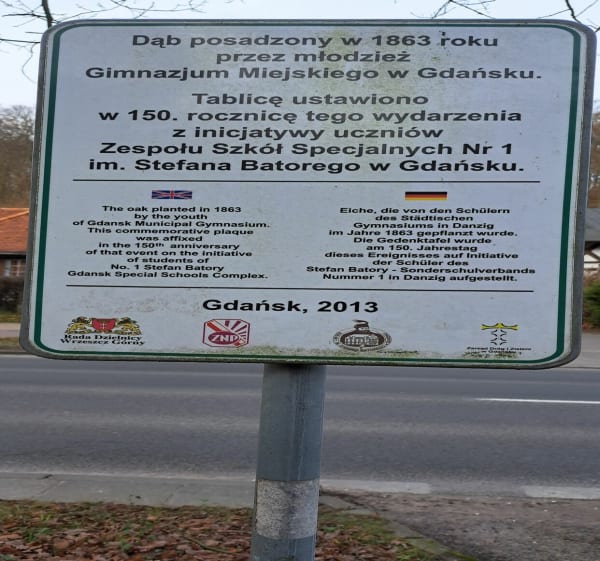 Dąb posadzony w 1863 roku
przez młodzież
Gimnazjum Miejskiego w Gdańsku.
Tablicę ustawiono
w 150. rocznicę tego wydarzenia
z inicjatywy uczniów
Zespołu Szkół Specjalnych Nr 1
im. Stefana Batorego w Gdańsku.
The oak planted in 1863
by the youth
of Gdansk Municipal Gymnasium.
This commemorative plaque
was affixed
in the 150th anniversary
of that event on the initiative
of students of
No. 1 Stefan Batory
Gdansk Special Schools Complex.
Eiche, die von den Schülern
des Städtischen
Gymnasiums in Danzig
im Jahre 1863 gepflanzt wurde.
Die Gedenktafel wurde
am 150. Jahrestag
dieses Ereignisses auf Initiative
der Schüler des
Stefan Batory - Sonderschulverbands
Nummer 1 in Danzig aufgestellt.
Gdańsk, 2013
Rada Dzielnicy
Wrzeszcz Górny
ZNP
Zarząd Dróg i Zieleni
w Gdańsku